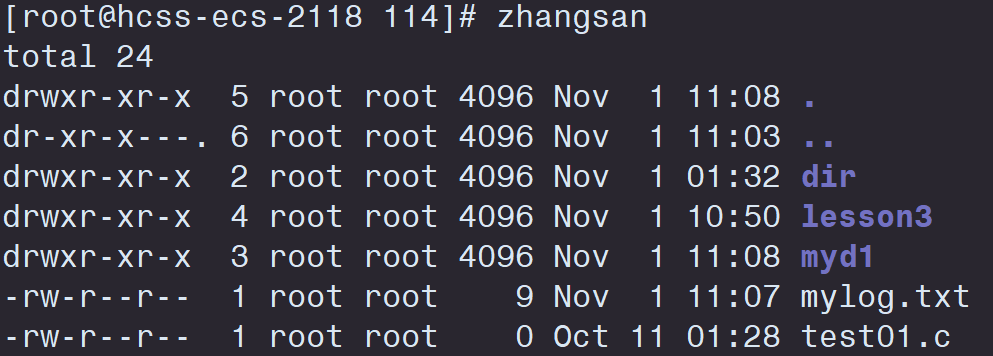 [root@hcss-ecs-2118 114]# zhangsan
total 24
drwxr-xr-x  5 root root 4096 Nov  1 11:08 .
dr-xr-x---. 6 root root 4096 Nov  1 11:03 ..
drwxr-xr-x  2 root root 4096 Nov  1 01:32 dir
drwxr-xr-x  4 root root 4096 Nov  1 10:50 lesson3
drwxr-xr-x  3 root root 4096 Nov  1 11:08 myd1
-rw-r--r--  1 root root    9 Nov  1 11:07 mylog.txt
-rw-r--r--  1 root root    0 Oct 11 01:28 test01.c